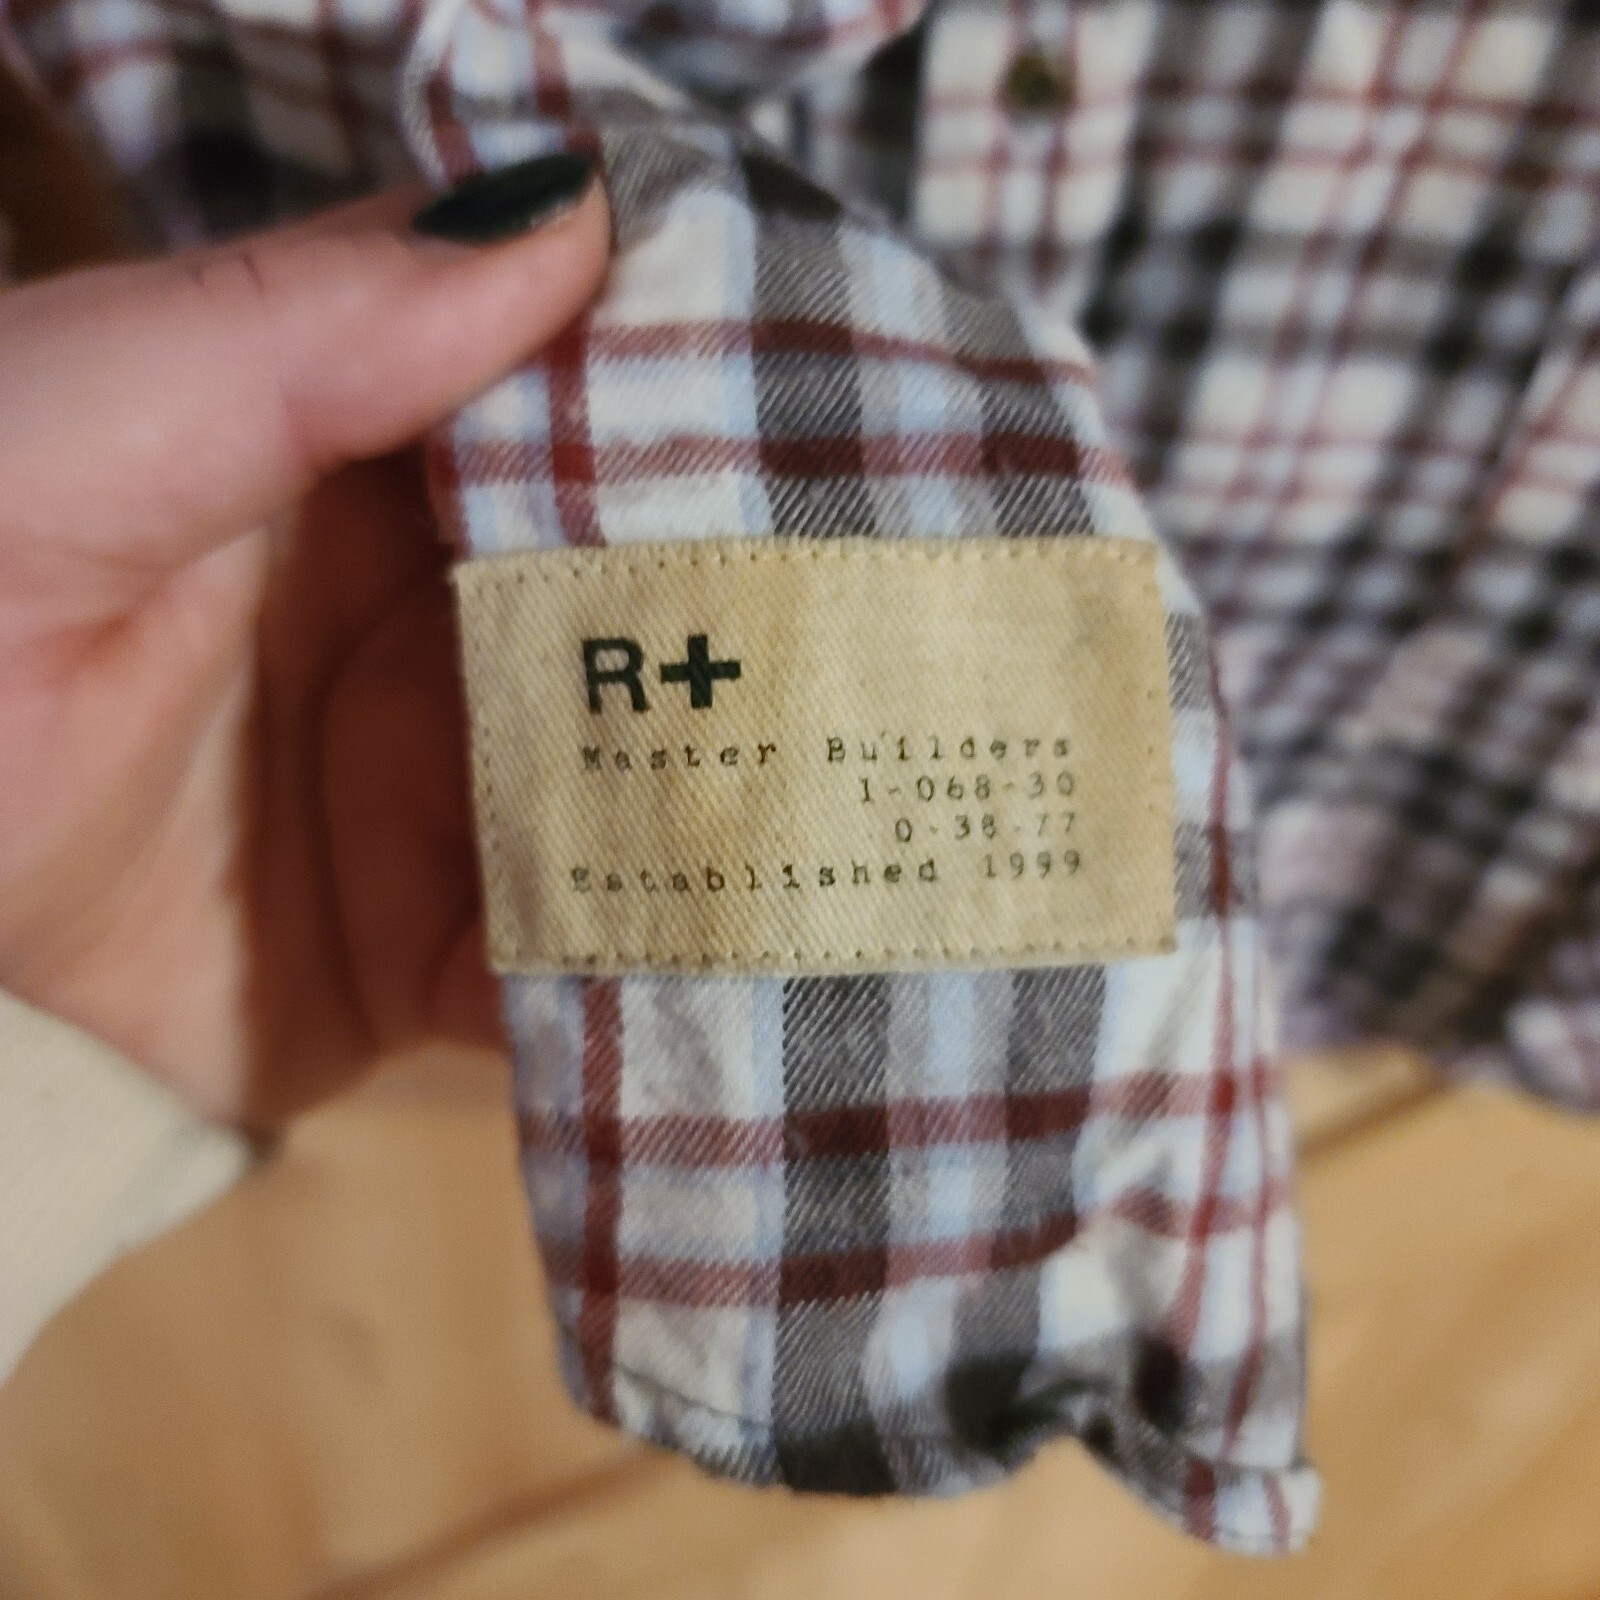 R+
Master Builders
1-068-30
0-38-77
Established 1999